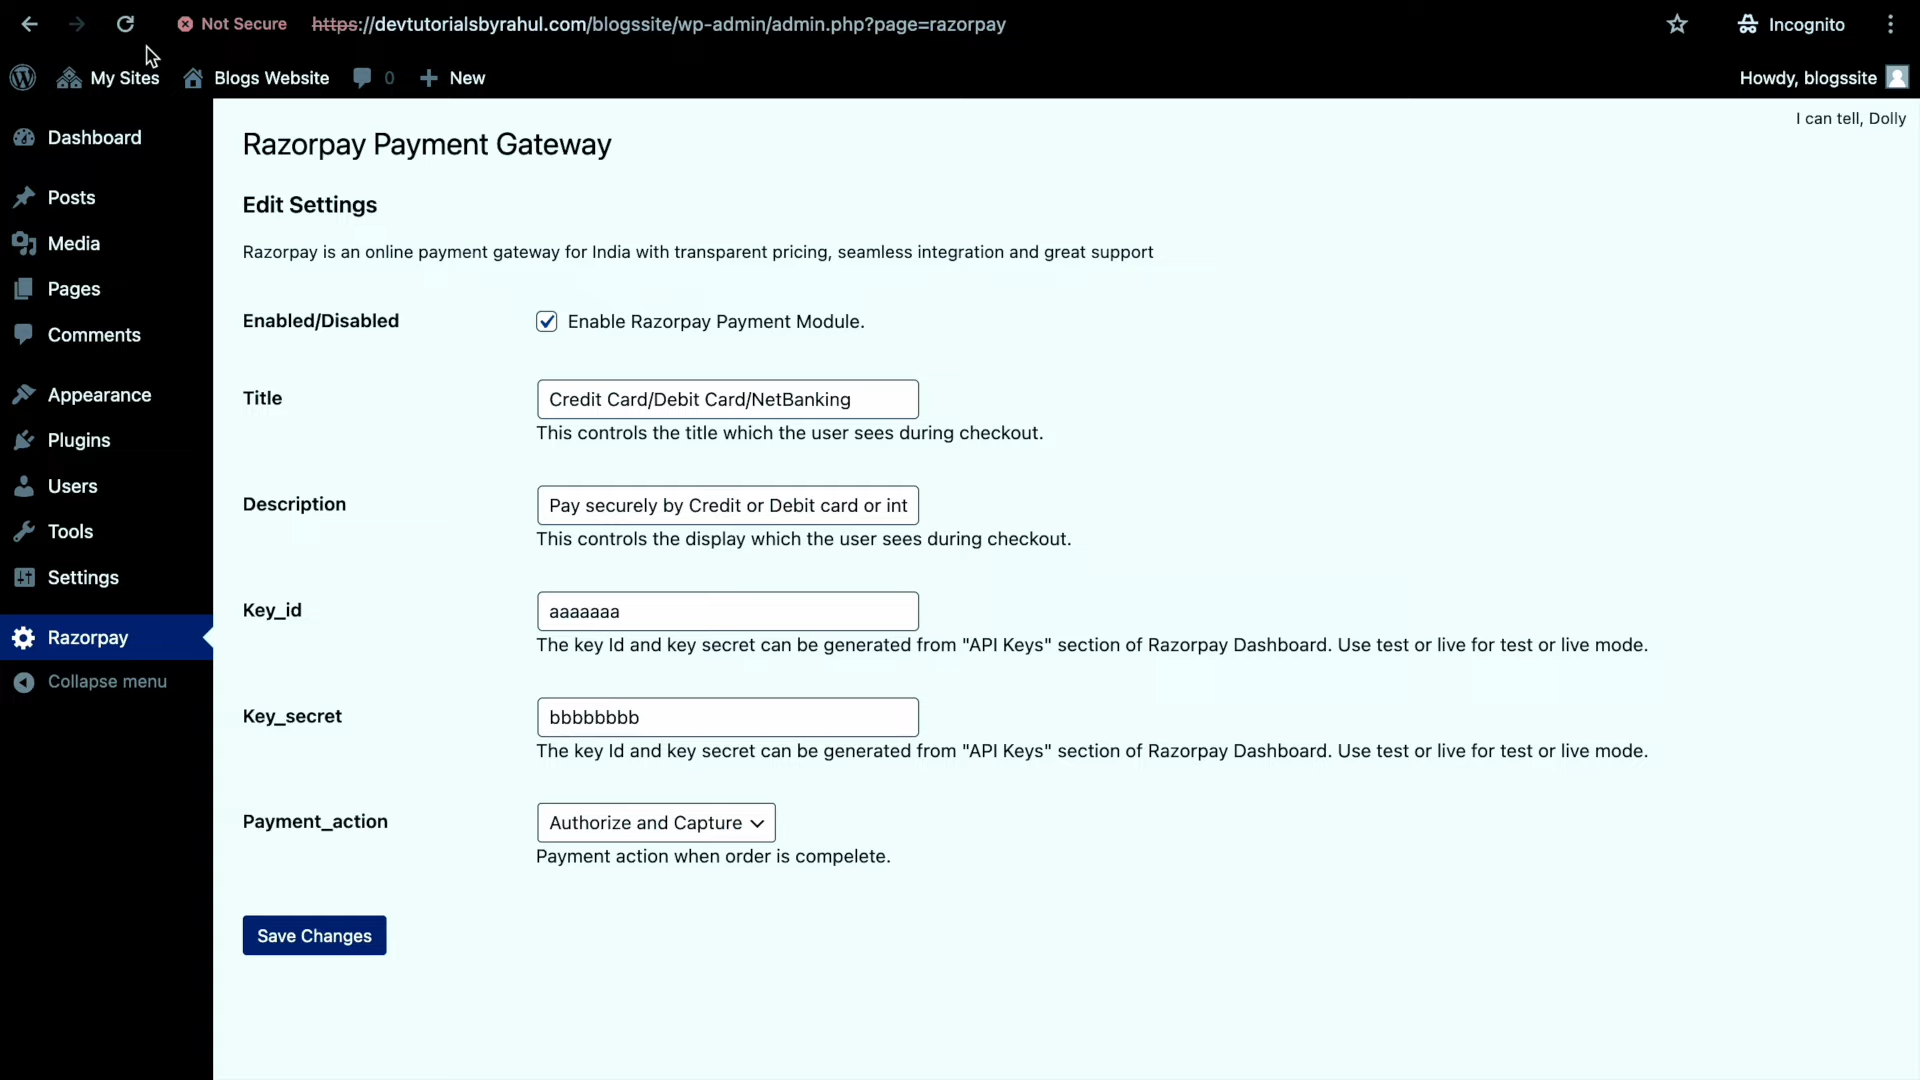 Not Secure https://devtutorialsbyrahul.com/blogssite/wp-admin/admin.php?page=razorpay Incognito
My Sites Blogs Website 0 New Howdy, blogssite
I can tell, Dolly
Dashboard
Posts
Media
Pages
Comments
Appearance
Plugins
Users
Tools
Settings
Razorpay
Collapse menu
Razorpay Payment Gateway
Edit Settings
Razorpay is an online payment gateway for India with transparent pricing, seamless integration and great support
Enabled/Disabled Enable Razorpay Payment Module.
Title Credit Card/Debit Card/NetBanking
This controls the title which the user sees during checkout.
Description Pay securely by Credit or Debit card or int
This controls the display which the user sees during checkout.
Key_id aaaaaaa
The key Id and key secret can be generated from "API Keys" section of Razorpay Dashboard. Use test or live for test or live mode.
Key_secret bbbbbbbb
The key Id and key secret can be generated from "API Keys" section of Razorpay Dashboard. Use test or live for test or live mode.
Payment_action Authorize and Capture
Payment action when order is compelete.
Save Changes